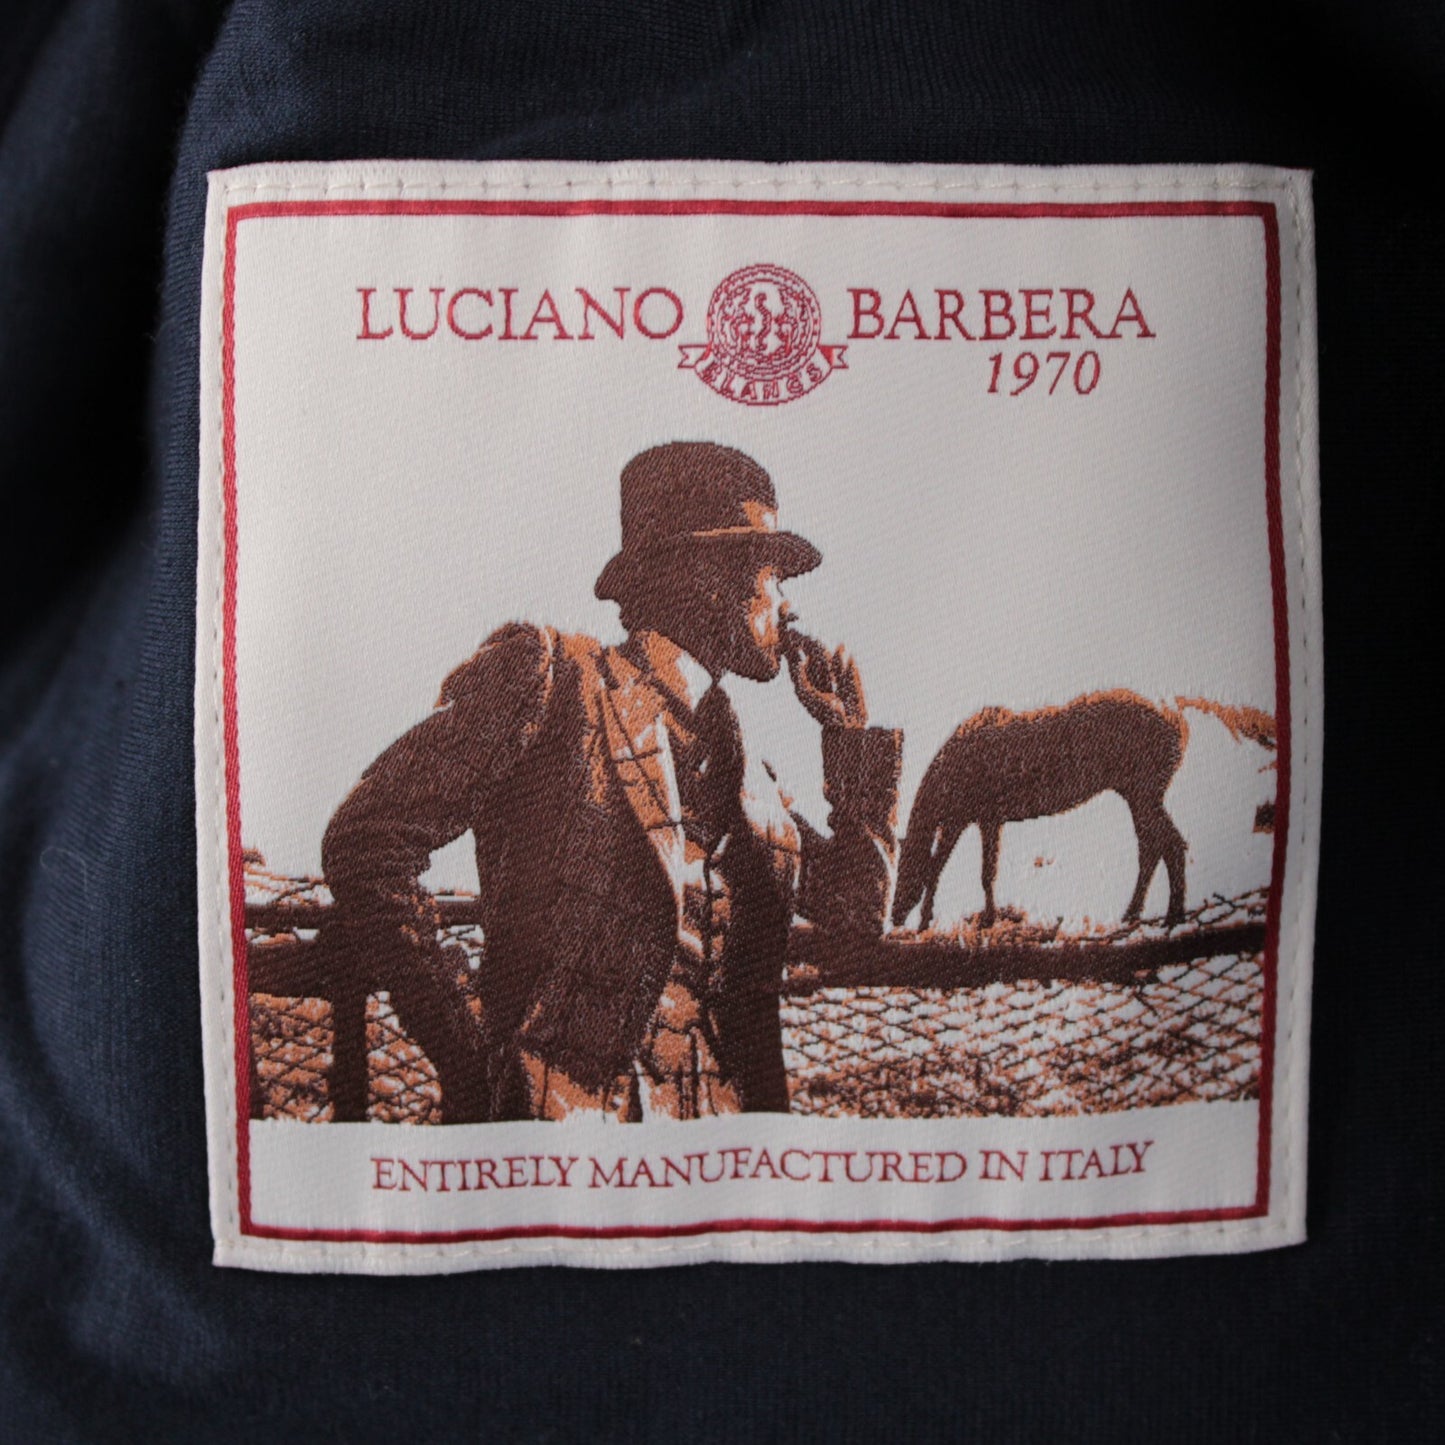 LUCIANO BARBERA
1970
ENTIRELY MANUFACTURED IN ITALY